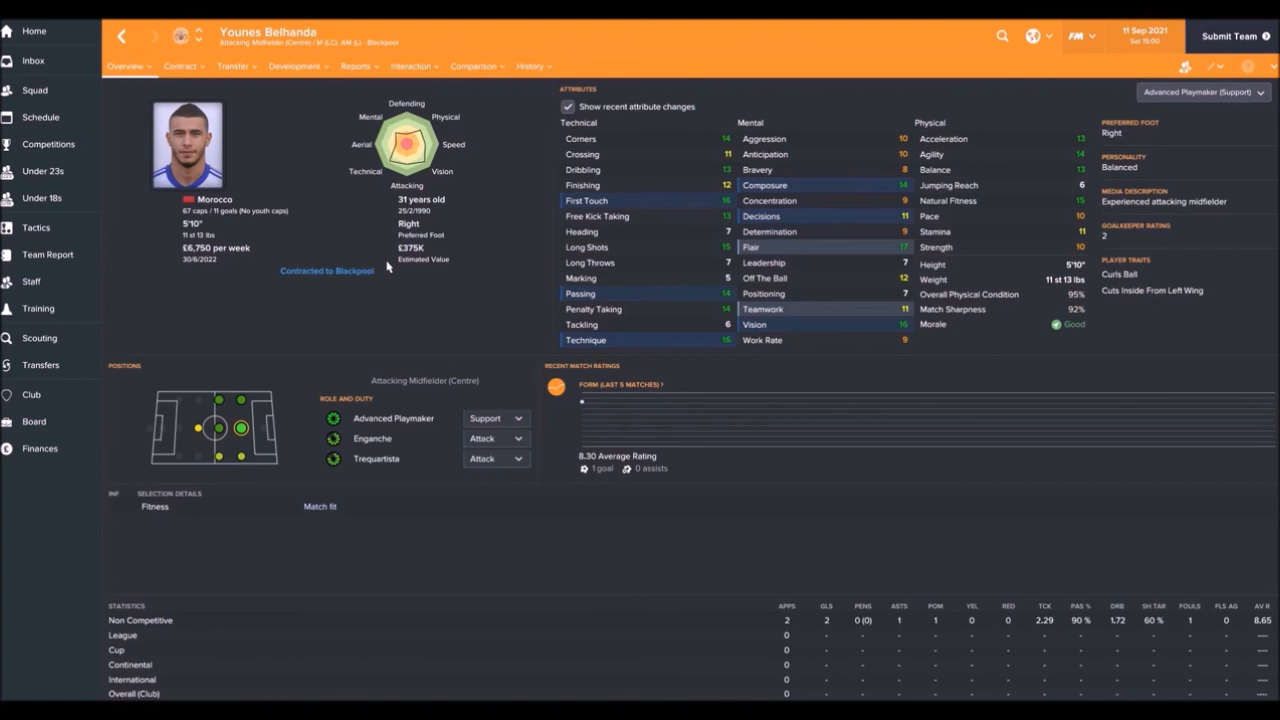 Home
Inbox
Squad
Schedule
Competitions
Under 23s
Under 18s
Tactics
Team Report
Staff
Training
Scouting
Transfers
Club
Board
Finances
Younes Belhanda
Attacking Midfielder (Centre) / M (LC), AM (L) - Blackpool
FM
11 Sep 2021
Sat 15:00
Submit Team
Overview Contract Transfer Development Reports Interaction Comparison History
Defending
Mental Physical
Aerial Speed
Technical Vision
Attacking
Morocco
67 caps / 11 goals (No youth caps)
5'10"
11 st 13 lbs
£6,750 per week
30/6/2022
31 years old
25/2/1990
Right
Preferred Foot
£375K
Estimated Value
Contracted to Blackpool
ATTRIBUTES
Advanced Playmaker (Support)
Show recent attribute changes
Technical
Corners 14
Crossing 11
Dribbling 13
Finishing 12
First Touch 16
Free Kick Taking 13
Heading 7
Long Shots 15
Long Throws 7
Marking 5
Passing 14
Penalty Taking 14
Tackling 6
Technique 16
Mental
Aggression 10
Anticipation 10
Bravery 8
Composure 14
Concentration 9
Decisions 11
Determination 9
Flair 17
Leadership 7
Off The Ball 12
Positioning 7
Teamwork 11
Vision 16
Work Rate 9
Physical
Acceleration 13
Agility 14
Balance 13
Jumping Reach 6
Natural Fitness 15
Pace 10
Stamina 11
Strength 10
Height 5'10"
Weight 11 st 13 lbs
Overall Physical Condition 95%
Match Sharpness 92%
Morale Good
PREFERRED FOOT
Right
PERSONALITY
Balanced
MEDIA DESCRIPTION
Experienced attacking midfielder
GOALKEEPER RATING
2
PLAYER TRAITS
Curls Ball
Cuts Inside From Left Wing
POSITIONS
Attacking Midfielder (Centre)
ROLE AND DUTY
Advanced Playmaker Support
Enganche Attack
Trequartista Attack
RECENT MATCH RATINGS
FORM (LAST 5 MATCHES) >
8.30 Average Rating
1 goal 0 assists
INF SELECTION DETAILS
Fitness Match fit
STATISTICS APPS GLS PENS ASTS POM YEL RED TCK PAS % DRB SH TAR FOULS FLS AG AV R
Non Competitive 2 2 0 (0) 1 1 0 0 2.29 90 % 1.72 60 % 1 0 8.65
League 0 - - - - - - - - - - - - ----
Cup 0 - - - - - - - - - - - - ----
Continental 0 - - - - - - - - - - - - ----
International 0 - - - - - - - - - - - - ----
Overall (Club) 0 - - - - - - - - - - - - ----